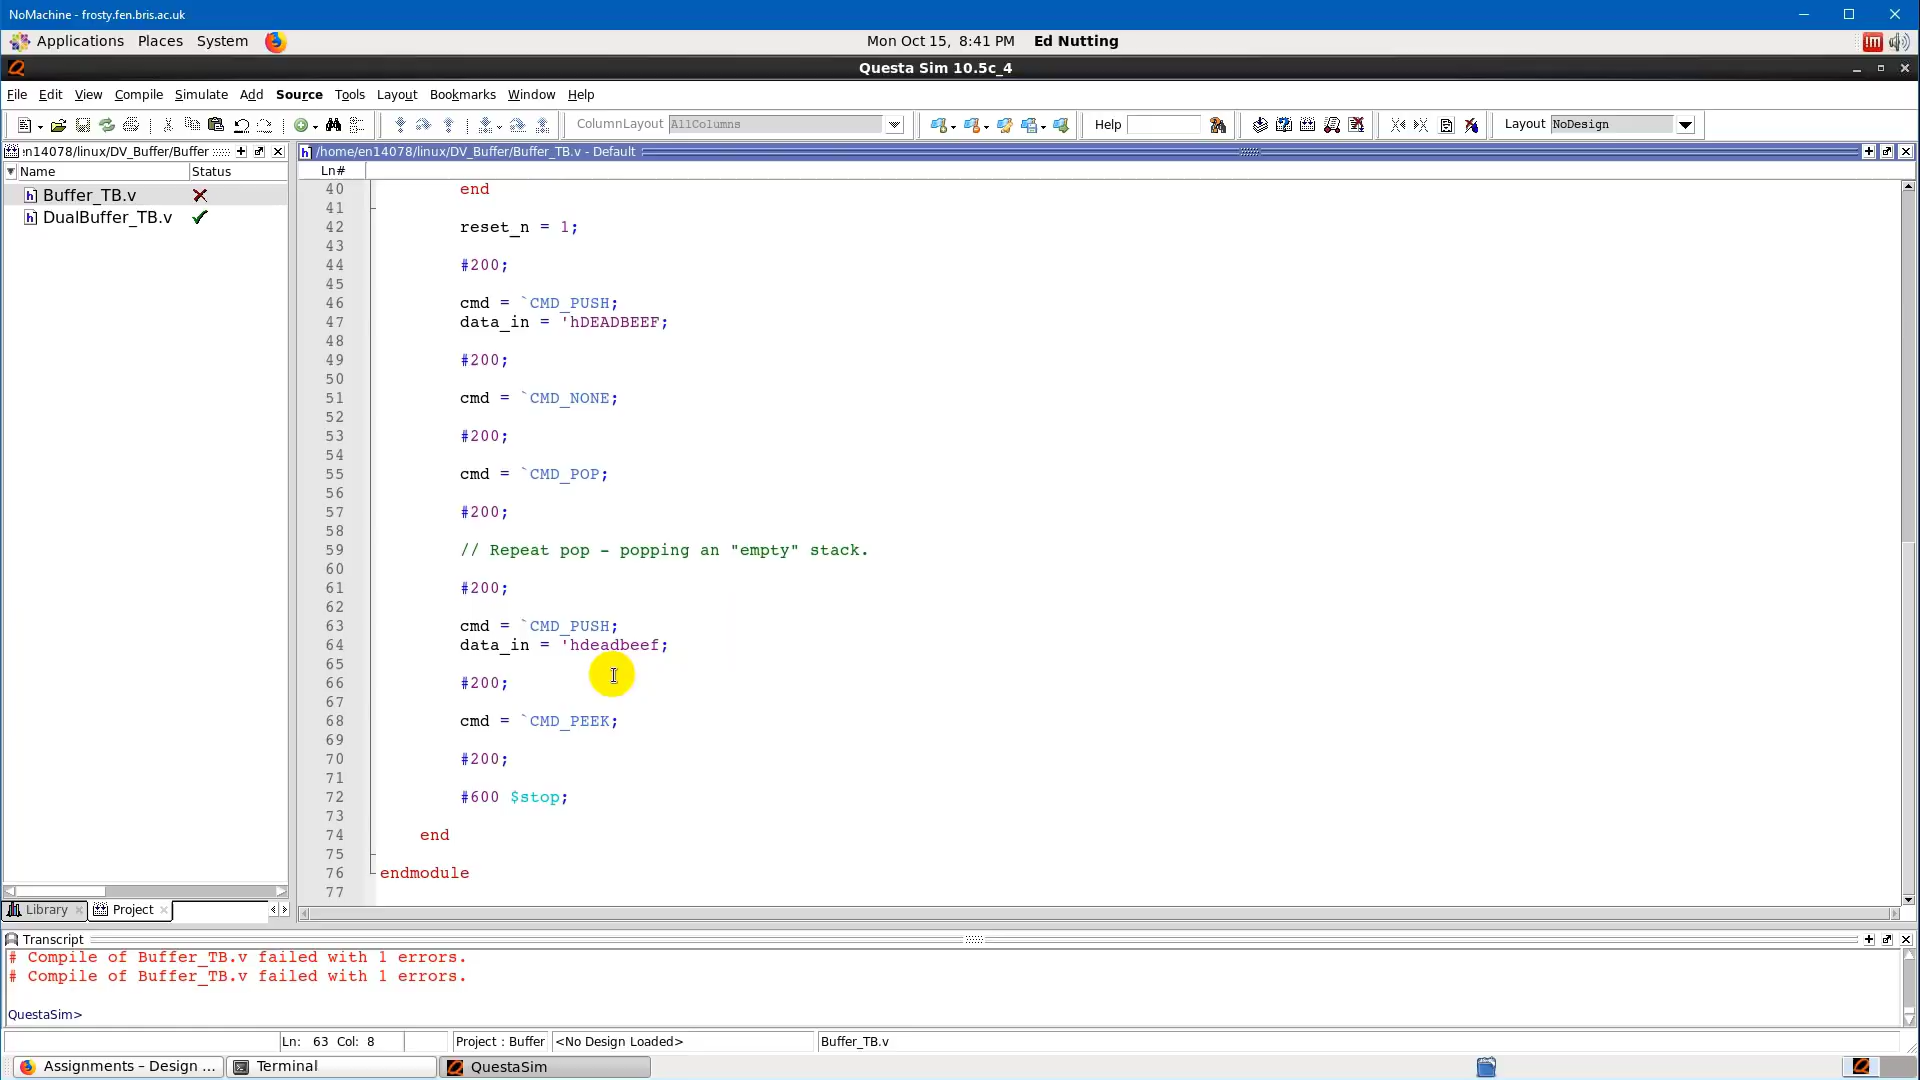 NoMachine - frosty.fen.bris.ac.uk
Applications Places System Mon Oct 15, 8:41 PM Ed Nutting
Questa Sim 10.5c_4
File Edit View Compile Simulate Add Source Tools Layout Bookmarks Window Help
ColumnLayout AllColumns Help Layout NoDesign
en14078/linux/DV_Buffer/Buffer
/home/en14078/linux/DV_Buffer/Buffer_TB.v - Default
Name Status
Ln#
Buffer_TB.v
DualBuffer_TB.v
40 end
41
42 reset_n = 1;
43
44 #200;
45
46 cmd = `CMD_PUSH;
47 data_in = 'hDEADBEEF;
48
49 #200;
50
51 cmd = `CMD_NONE;
52
53 #200;
54
55 cmd = `CMD_POP;
56
57 #200;
58
59 // Repeat pop - popping an "empty" stack.
60
61 #200;
62
63 cmd = `CMD_PUSH;
64 data_in = 'hdeadbeef;
65
66 #200;
67
68 cmd = `CMD_PEEK;
69
70 #200;
71
72 #600 $stop;
73
74 end
75
76 endmodule
77
Library Project
Transcript
# Compile of Buffer_TB.v failed with 1 errors.
# Compile of Buffer_TB.v failed with 1 errors.
QuestaSim>
Ln: 63 Col: 8 Project : Buffer <No Design Loaded> Buffer_TB.v
Assignments – Design ... Terminal QuestaSim